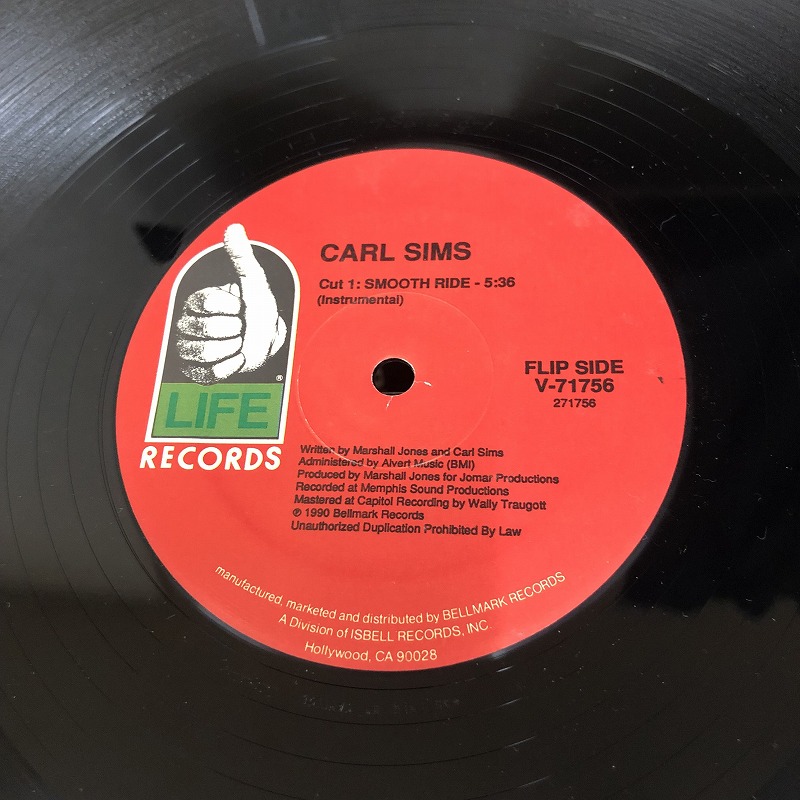 CARL SIMS
Cut 1: SMOOTH RIDE - 5:36
(Instrumental)
FLIP SIDE
V-71756
271756
®
LIFE
RECORDS
Written by Marshall Jones and Carl Sims
Administered by Alvert Music (BMI)
Produced by Marshall Jones for Jomar Productions
Recorded at Memphis Sound Productions
Mastered at Capitol Recording by Wally Traugott
℗ 1990 Bellmark Records
Unauthorized Duplication Prohibited By Law
manufactured, marketed and distributed by BELLMARK RECORDS
A Division of ISBELL RECORDS, INC.
Hollywood, CA 90028